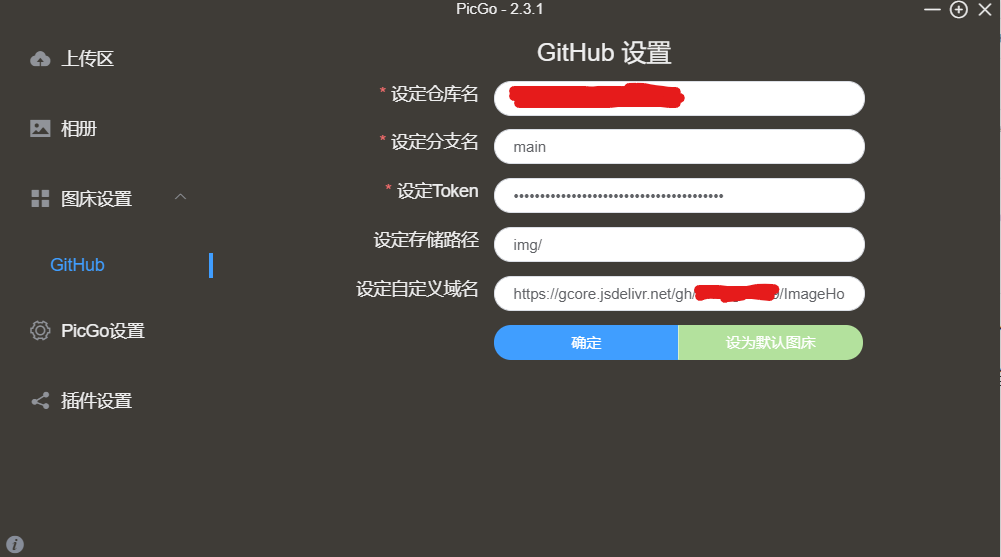 PicGo - 2.3.1
上传区
相册
图床设置
GitHub
PicGo设置
插件设置
GitHub 设置
* 设定仓库名
* 设定分支名
main
* 设定Token
设定存储路径
img/
设定自定义域名
https://gcore.jsdelivr.net/gh/ /ImageHo
确定
设为默认图床